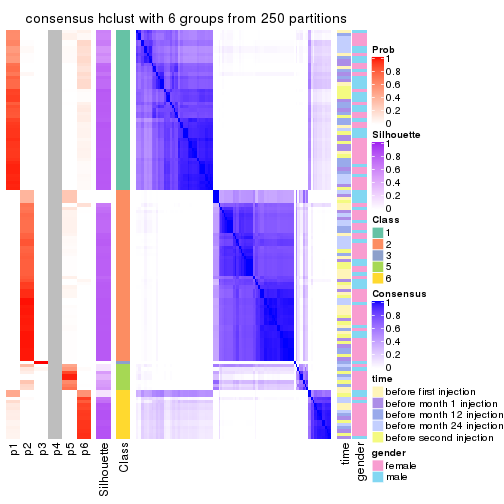 consensus hclust with 6 groups from 250 partitions
Prob
1
0.8
0.6
0.4
0.2
0
Silhouette
1
0.8
0.6
0.4
0.2
0
Class
1
2
3
5
6
Consensus
1
0.8
0.6
0.4
0.2
0
time
before first injection
before month 1 injection
before month 12 injection
before month 24 injection
before second injection
gender
female
male
p1
p2
p3
p4
p5
p6
Silhouette
Class
time
gender